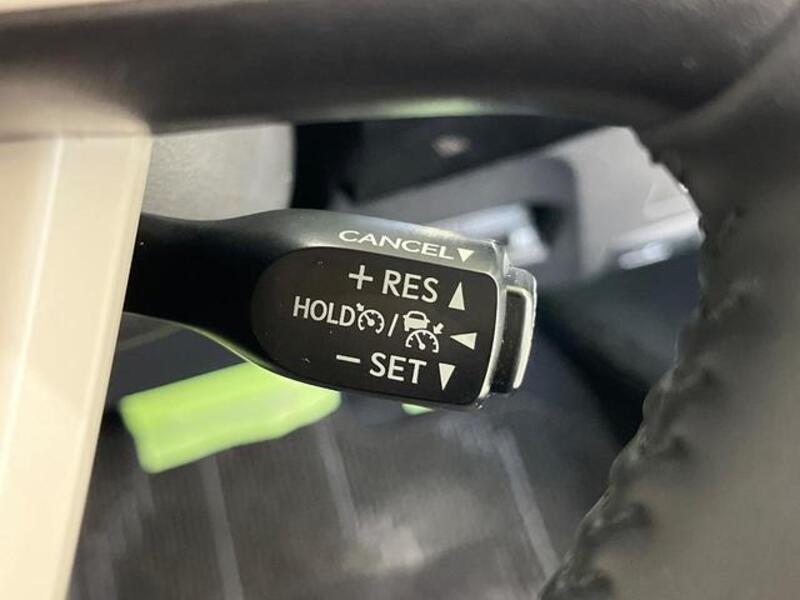 CANCEL▼
+ RES ▲
HOLD / ◀
− SET ▼